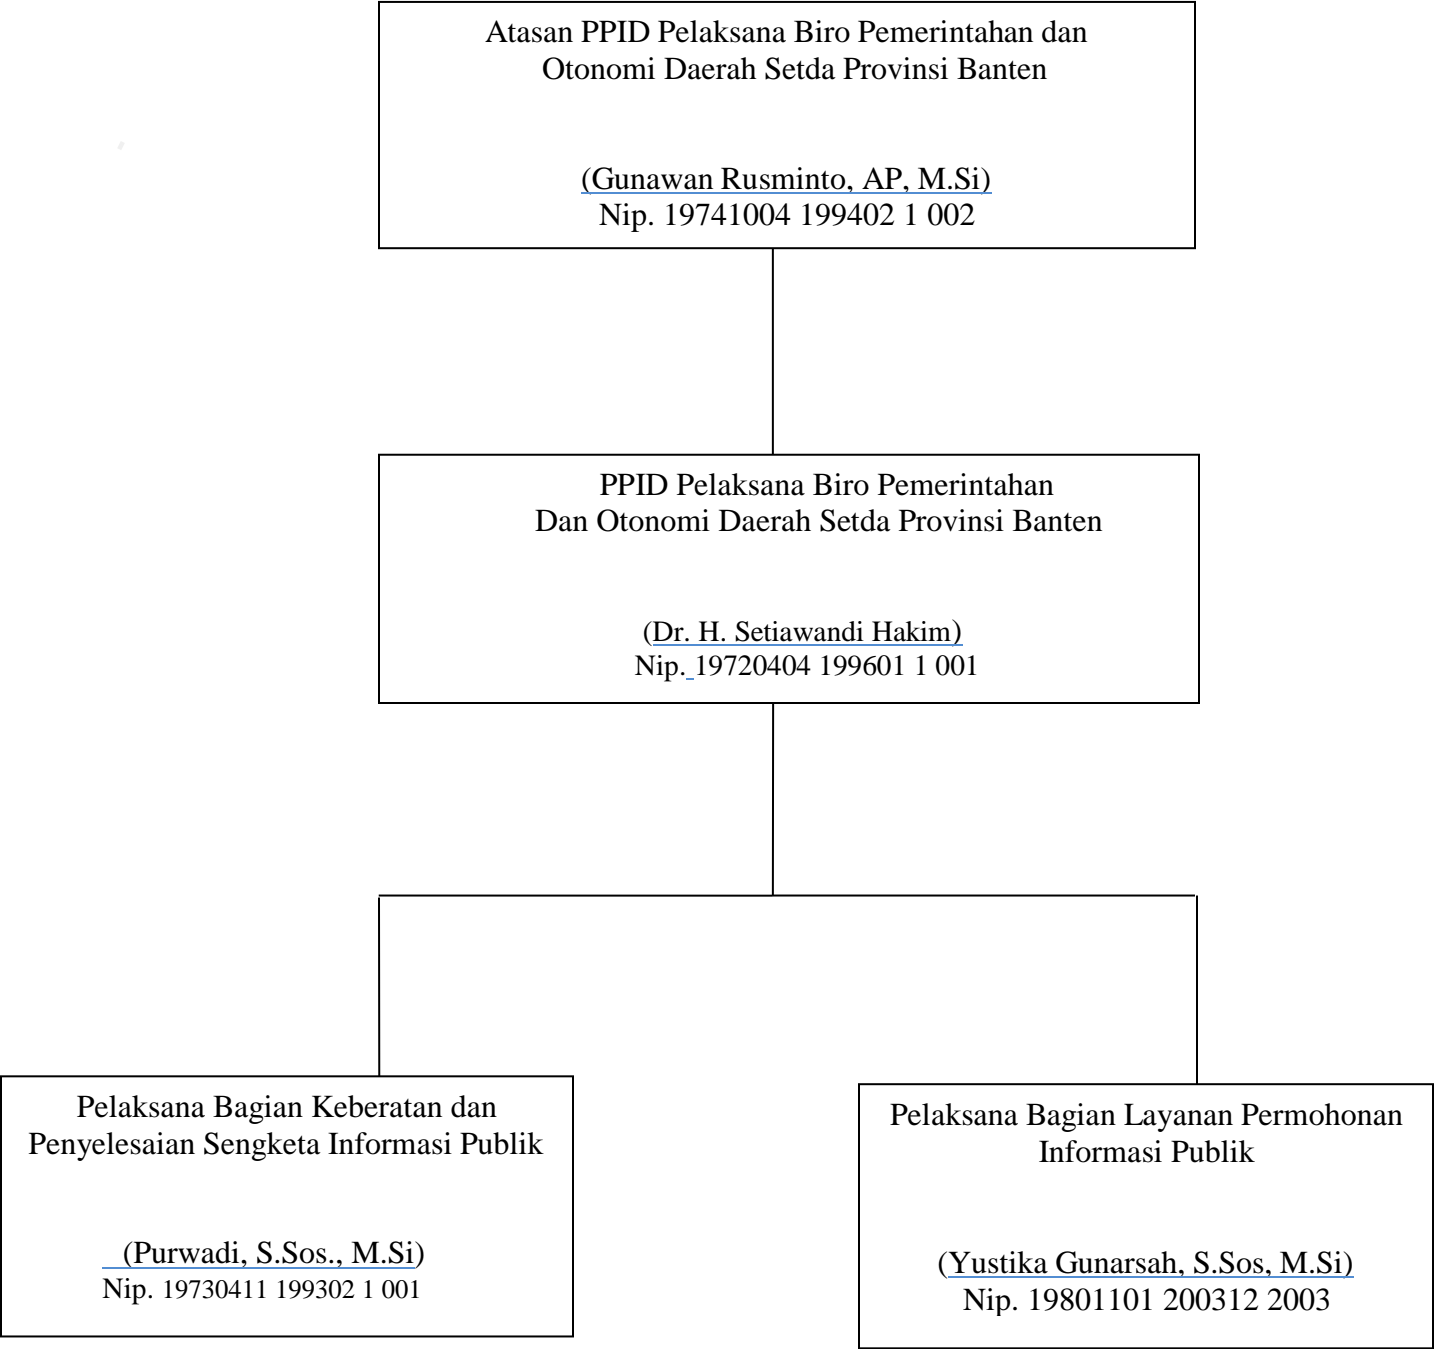 Atasan PPID Pelaksana Biro Pemerintahan dan
Otonomi Daerah Setda Provinsi Banten
(Gunawan Rusminto, AP, M.Si)
Nip. 19741004 199402 1 002
PPID Pelaksana Biro Pemerintahan
Dan Otonomi Daerah Setda Provinsi Banten
(Dr. H. Setiawandi Hakim)
Nip. 19720404 199601 1 001
Pelaksana Bagian Keberatan dan
Penyelesaian Sengketa Informasi Publik
(Purwadi, S.Sos., M.Si)
Nip. 19730411 199302 1 001
Pelaksana Bagian Layanan Permohonan
Informasi Publik
(Yustika Gunarsah, S.Sos, M.Si)
Nip. 19801101 200312 2003